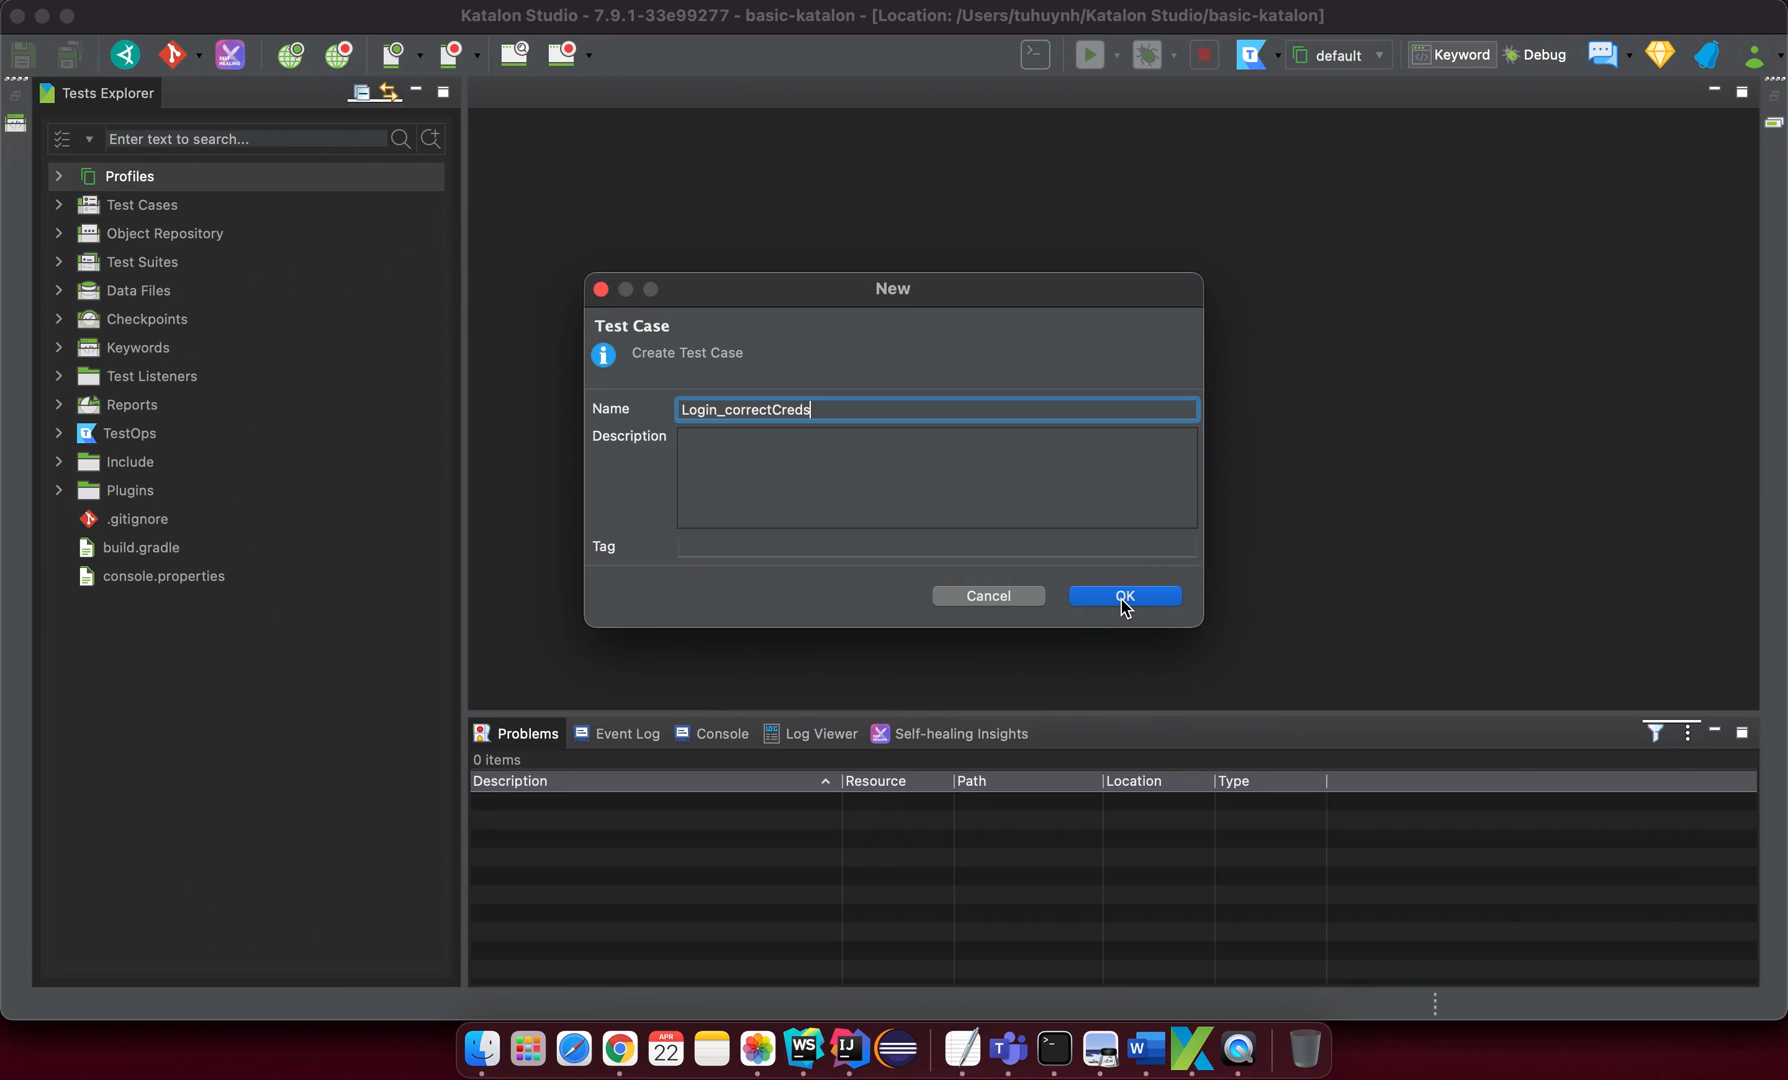 Katalon Studio - 7.9.1-33e99277 - basic-katalon - [Location: /Users/tuhuynh/Katalon Studio/basic-katalon]
default
Keyword
Debug
Tests Explorer
Enter text to search...
Profiles
Test Cases
Object Repository
Test Suites
Data Files
Checkpoints
Keywords
Test Listeners
Reports
TestOps
Include
Plugins
.gitignore
build.gradle
console.properties
New
Test Case
Create Test Case
Name
Login_correctCreds
Description
Tag
Cancel
OK
Problems
Event Log
Console
Log Viewer
Self-healing Insights
0 items
Description
Resource
Path
Location
Type
APR
22
WS
IJ
W